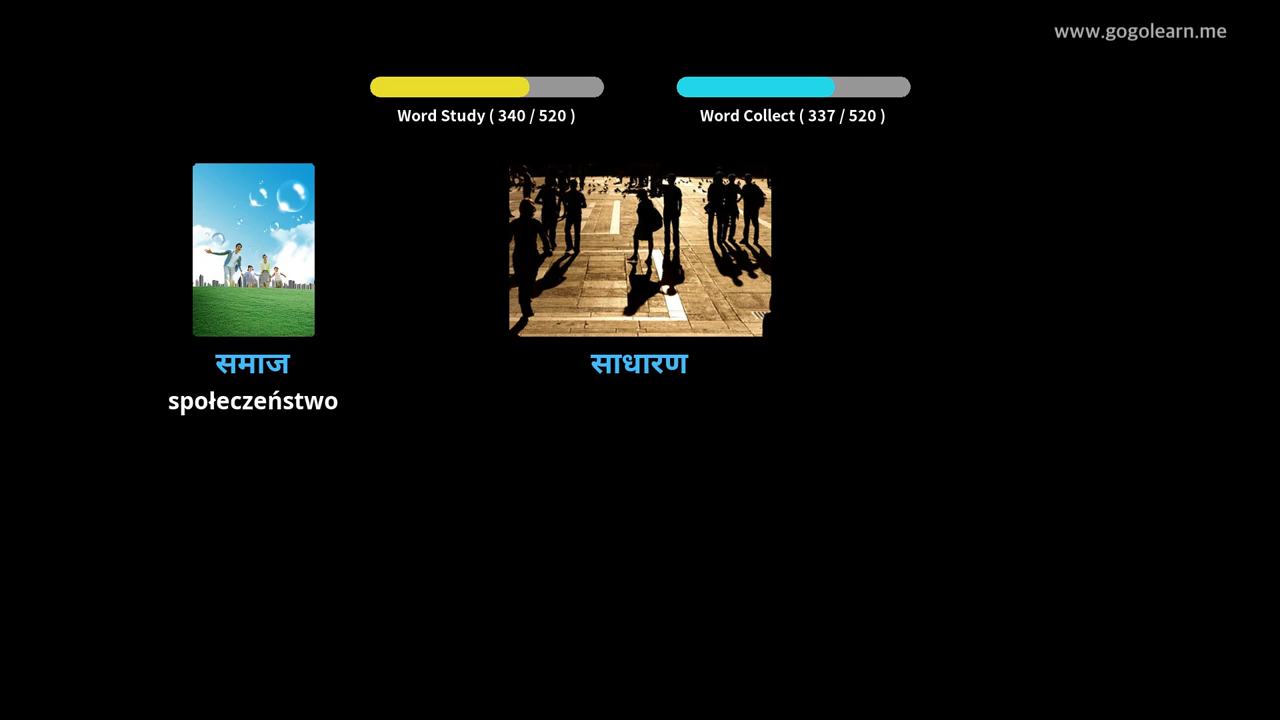 www.gogolearn.me
Word Study ( 340 / 520 )
Word Collect ( 337 / 520 )
समाज
साधारण
społeczeństwo